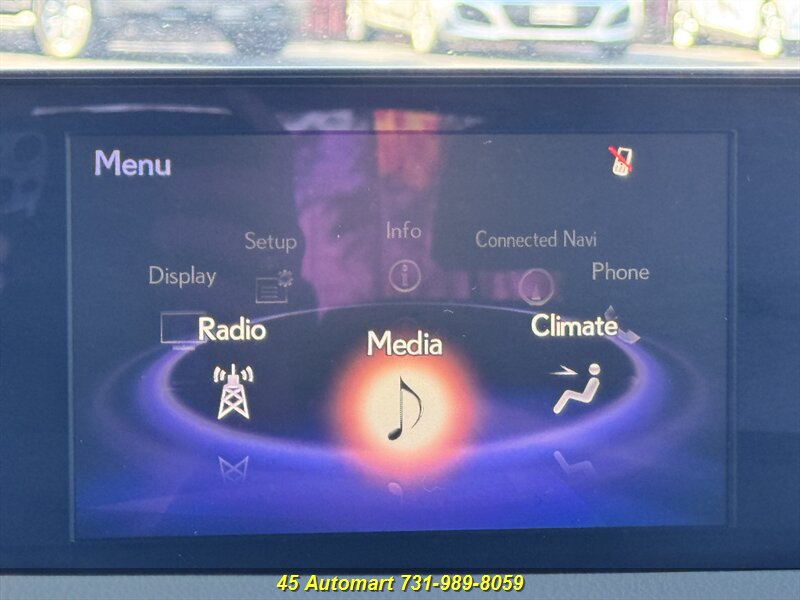 Menu
Info
Setup
Connected Navi
Display
Phone
Radio
Climate
Media
45 Automart 731-989-8059